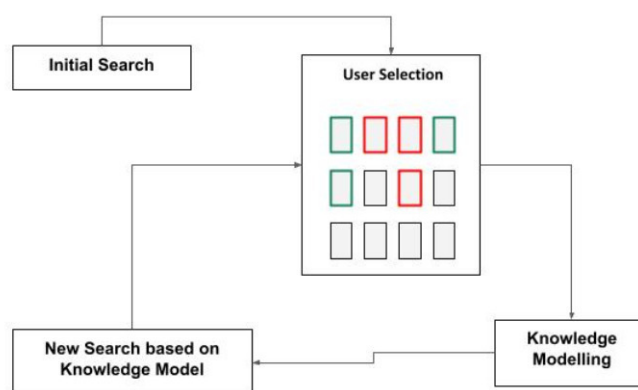 Initial Search
User Selection
Knowledge
Modelling
New Search based on
Knowledge Model